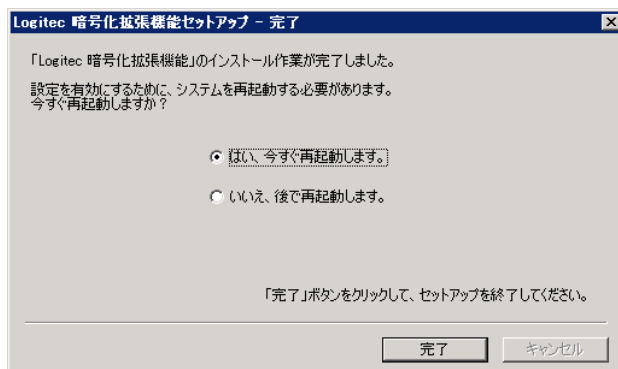 Logitec 暗号化拡張機能セットアップ - 完了
「Logitec 暗号化拡張機能」のインストール作業が完了しました。
設定を有効にするために、システムを再起動する必要があります。
今すぐ再起動しますか？
はい、今すぐ再起動します。
いいえ、後で再起動します。
「完了」ボタンをクリックして、セットアップを終了してください。
完了
キャンセル